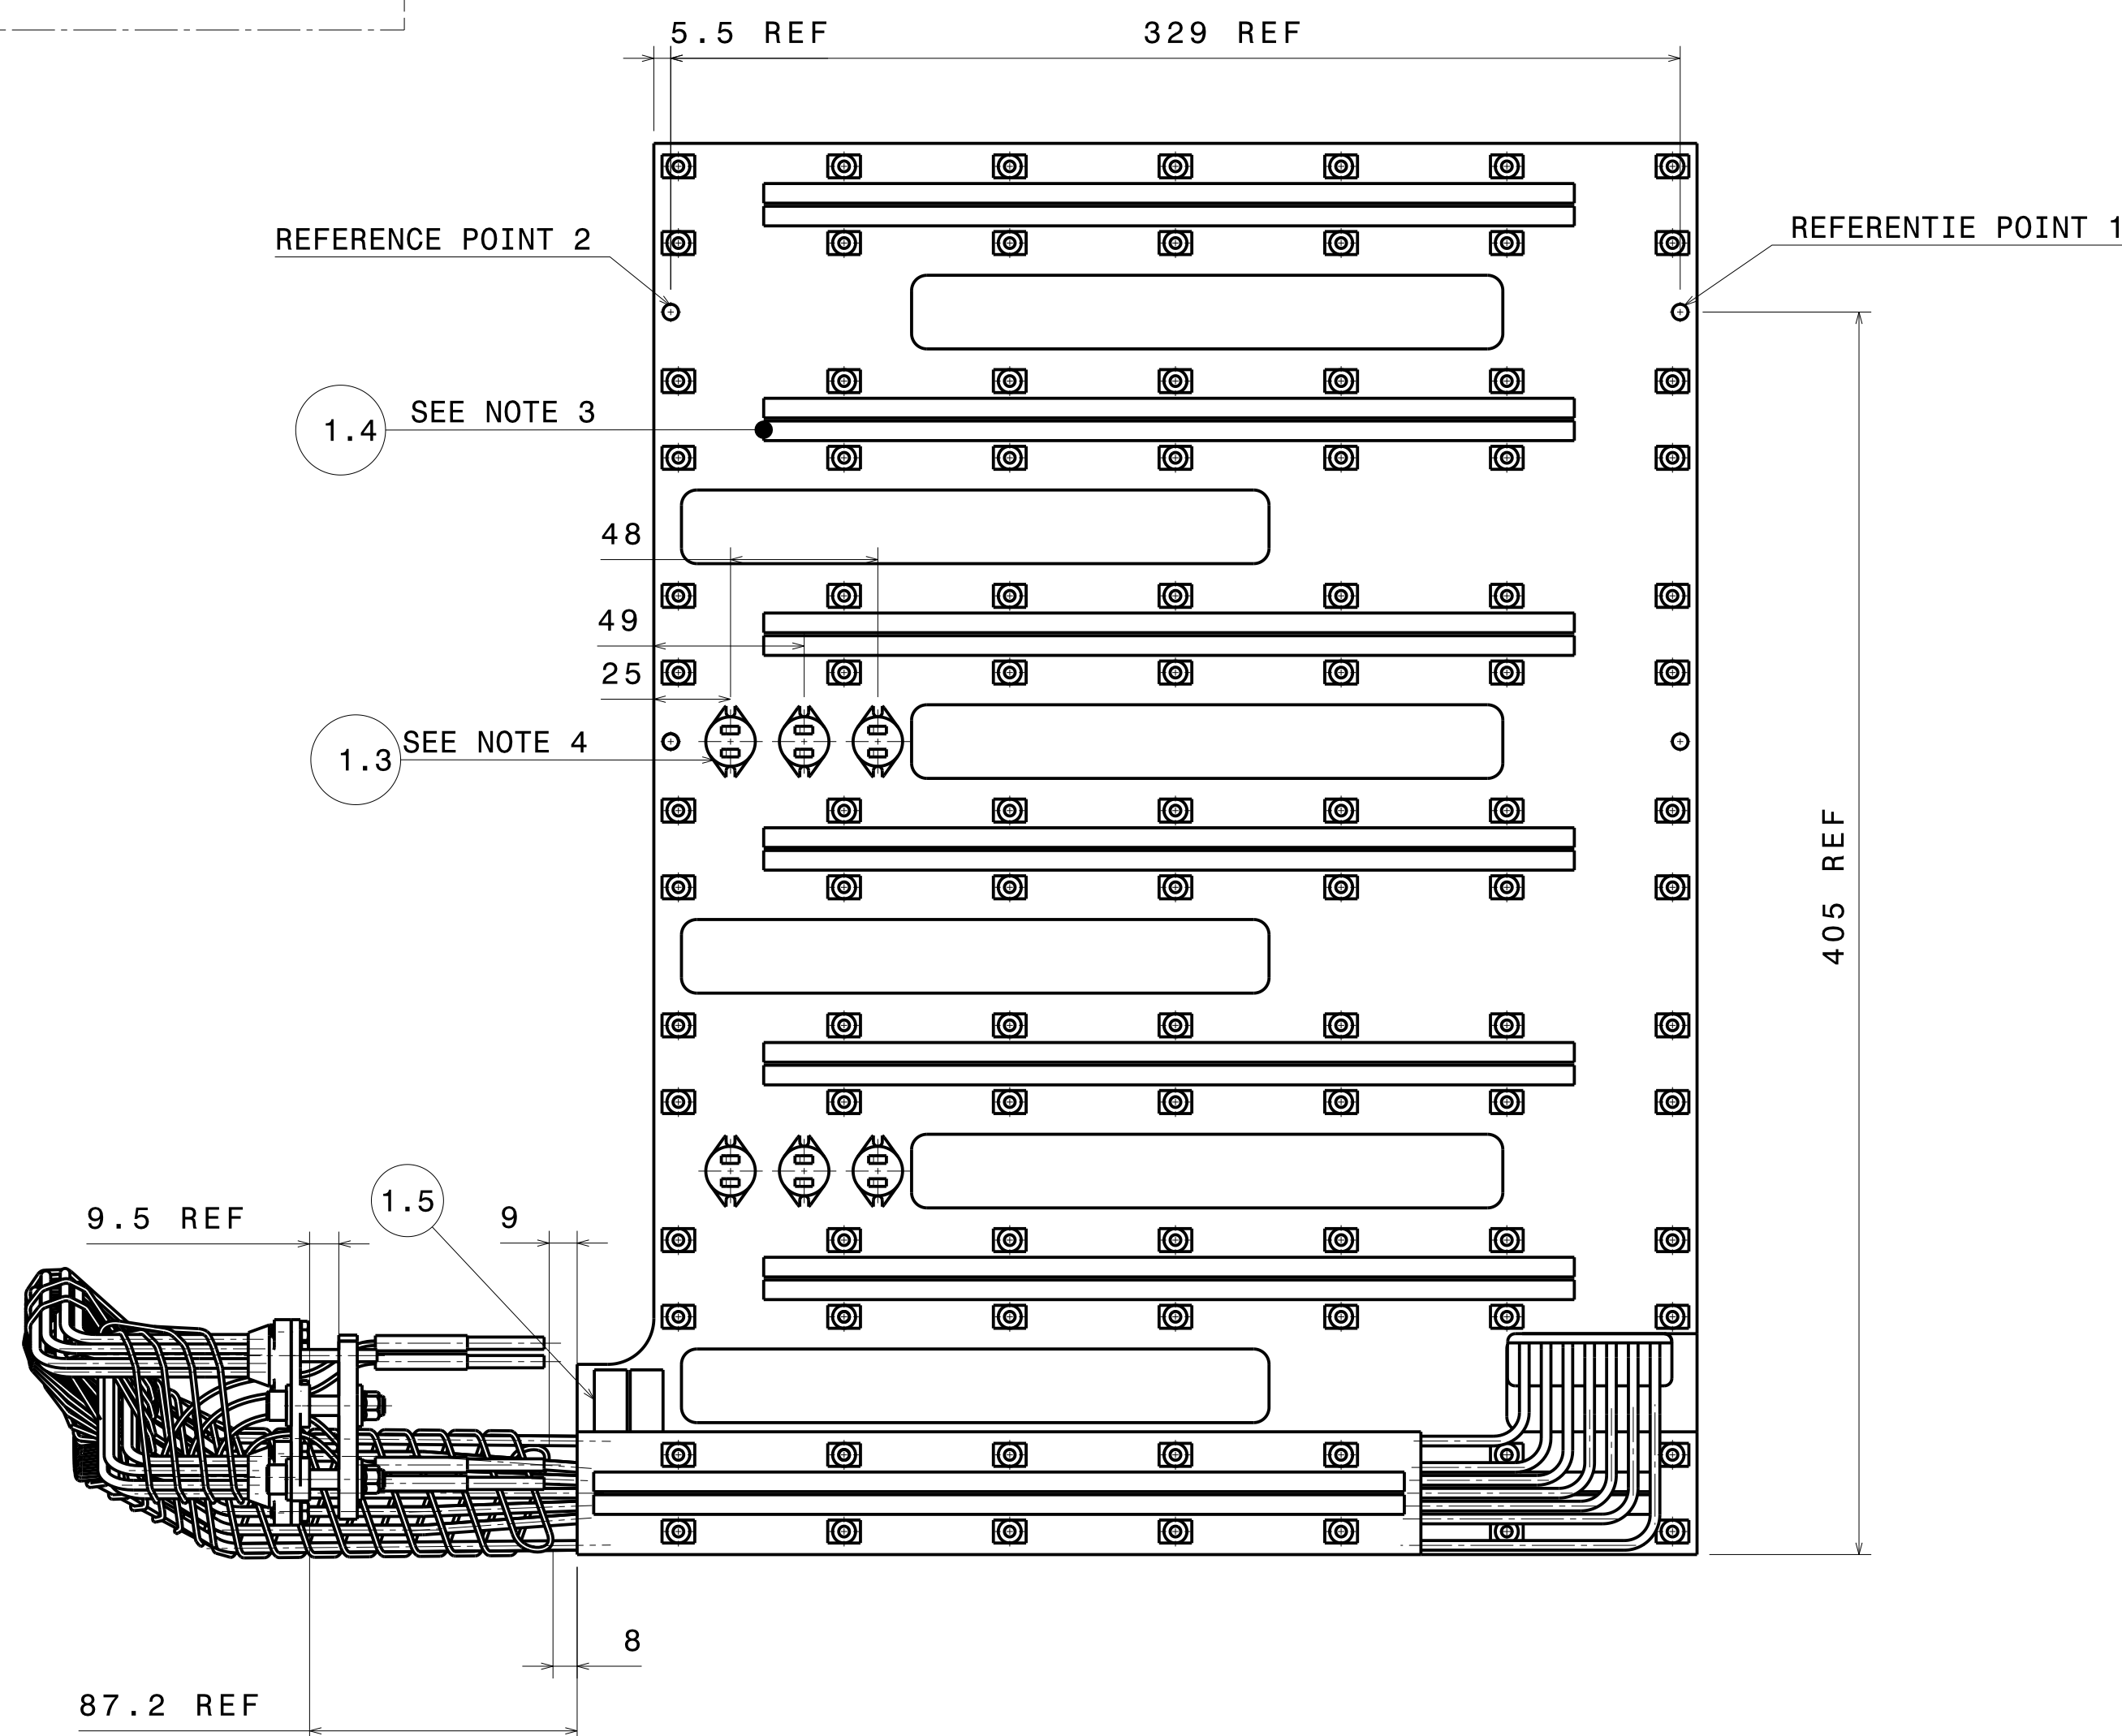 5.5 REF
329 REF
REFERENCE POINT 2
REFERENTIE POINT 1
1.4
SEE NOTE 3
48
49
25
1.3
SEE NOTE 4
405 REF
1.5
9.5 REF
9
8
87.2 REF